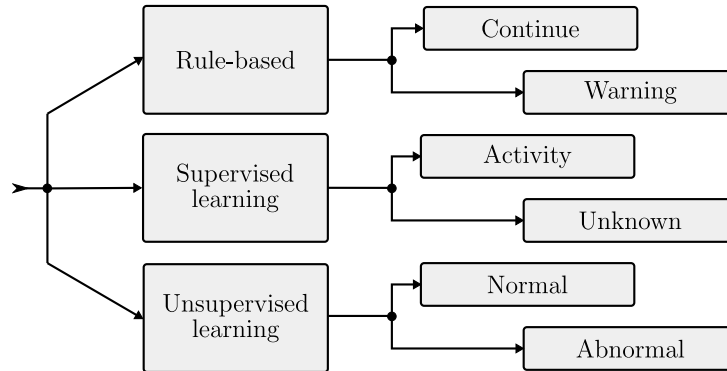 Rule-based
Continue
Warning
Supervised
learning
Activity
Unknown
Unsupervised
learning
Normal
Abnormal